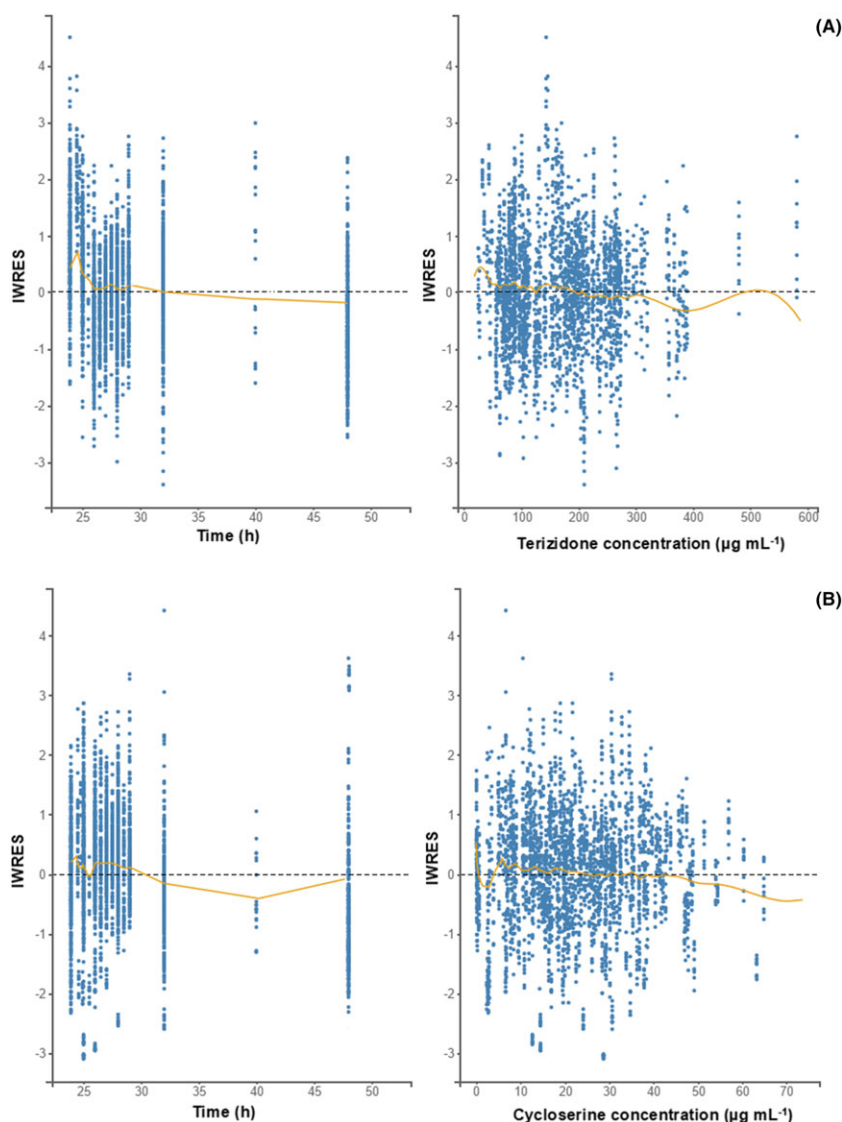 (A)
IWRES
4
3
2
1
0
-1
-2
-3
25 30 35 40 45 50
Time (h)
IWRES
4
3
2
1
0
-1
-2
-3
0 100 200 300 400 500 600
Terizidone concentration (µg mL⁻¹)
(B)
IWRES
4
3
2
1
0
-1
-2
-3
25 30 35 40 45 50
Time (h)
IWRES
4
3
2
1
0
-1
-2
-3
0 10 20 30 40 50 60 70
Cycloserine concentration (µg mL⁻¹)